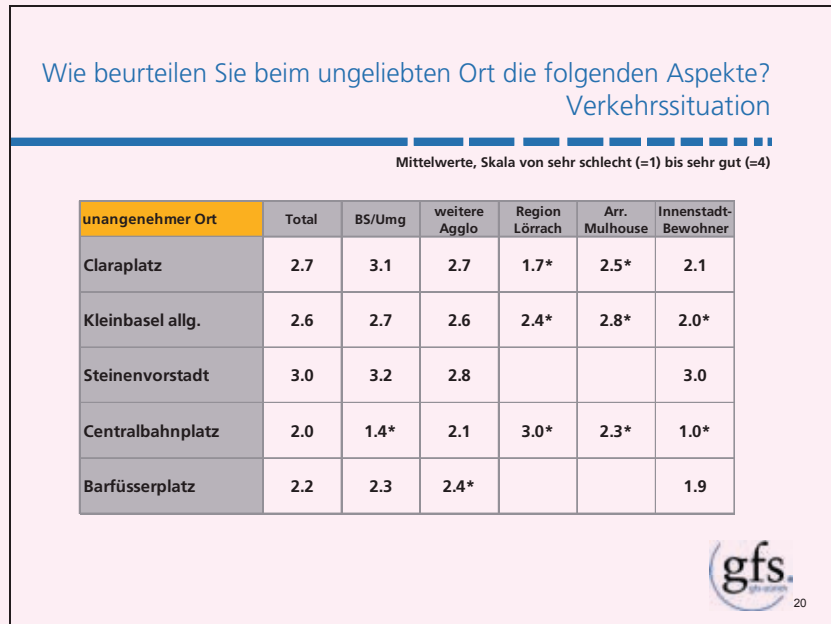 Wie beurteilen Sie beim ungeliebten Ort die folgenden Aspekte?
Verkehrssituation
Mittelwerte, Skala von sehr schlecht (=1) bis sehr gut (=4)
unangenehmer Ort Total BS/Umg weitere Agglo Region Lörrach Arr. Mulhouse Innenstadt-Bewohner
Claraplatz 2.7 3.1 2.7 1.7* 2.5* 2.1
Kleinbasel allg. 2.6 2.7 2.6 2.4* 2.8* 2.0*
Steinenvorstadt 3.0 3.2 2.8 3.0
Centralbahnplatz 2.0 1.4* 2.1 3.0* 2.3* 1.0*
Barfüsserplatz 2.2 2.3 2.4* 1.9
gfs.
20